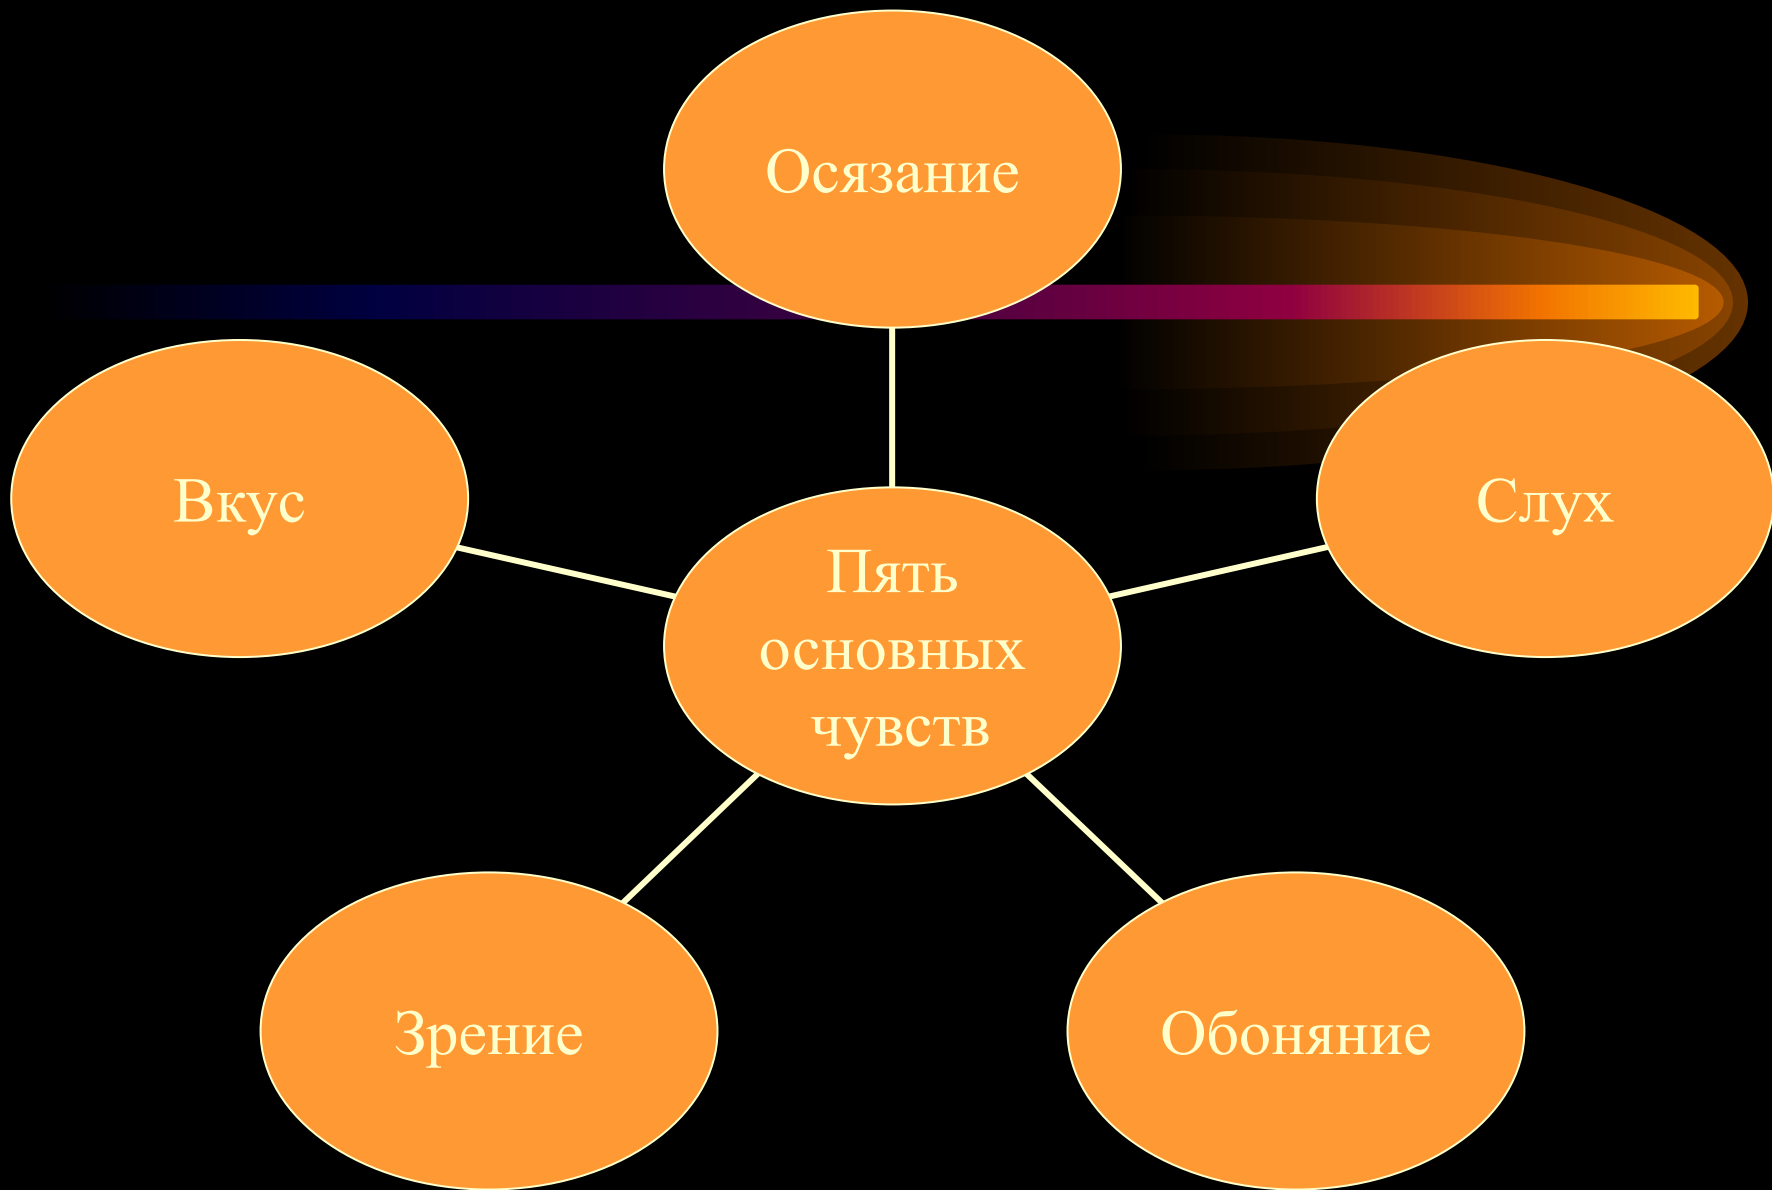 Осязание
Вкус
Слух
Пять
основных
чувств
Зрение
Обоняние